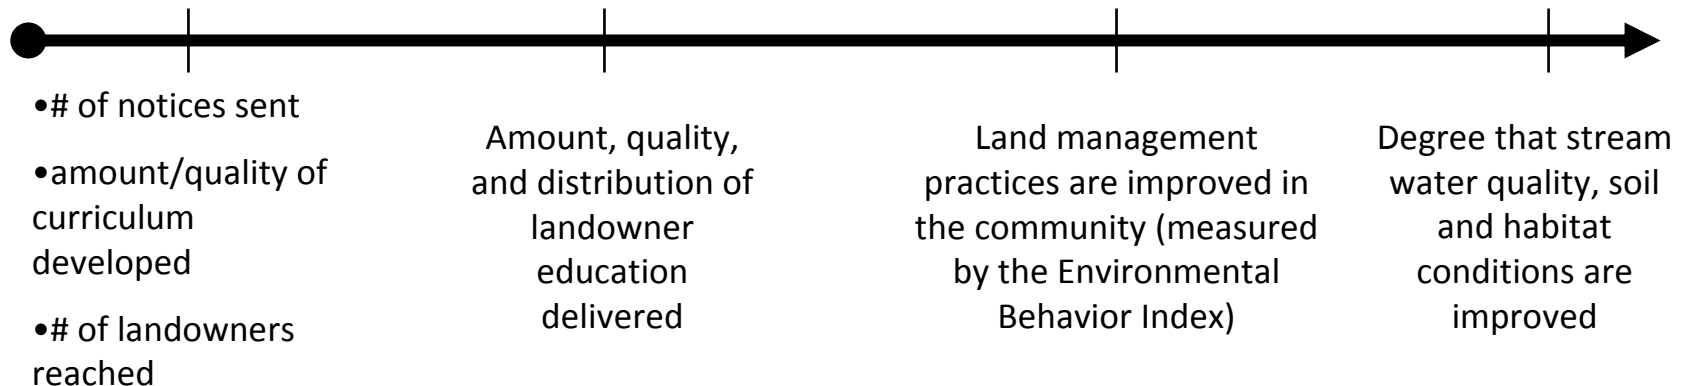 •# of notices sent
•amount/quality of
curriculum
developed
•# of landowners
reached
Amount, quality,
and distribution of
landowner
education
delivered
Land management
practices are improved in
the community (measured
by the Environmental
Behavior Index)
Degree that stream
water quality, soil
and habitat
conditions are
improved